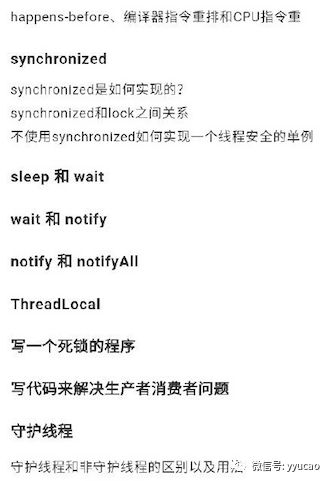 happens-before、编译器指令重排和CPU指令重
synchronized
synchronized是如何实现的?
synchronized和lock之间关系
不使用synchronized如何实现一个线程安全的单例
sleep 和 wait
wait 和 notify
notify 和 notifyAll
ThreadLocal
写一个死锁的程序
写代码来解决生产者消费者问题
守护线程
守护线程和非守护线程的区别以及用法
微信号: yyucao